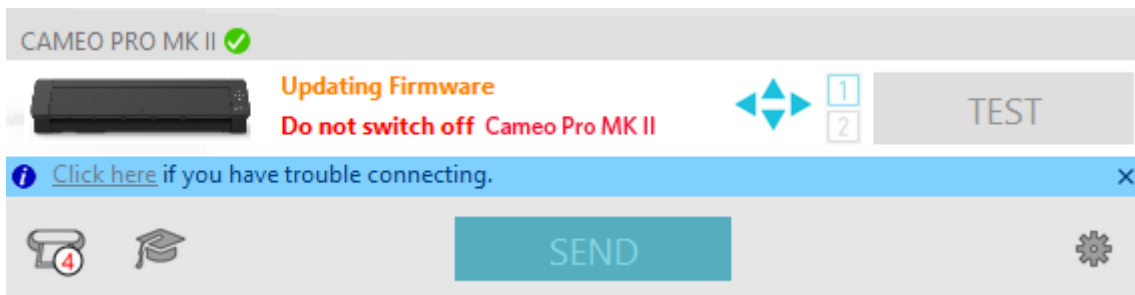 CAMEO PRO MK II
Updating Firmware
Do not switch off Cameo Pro MK II
1
2
TEST
Click here if you have trouble connecting.
4
SEND